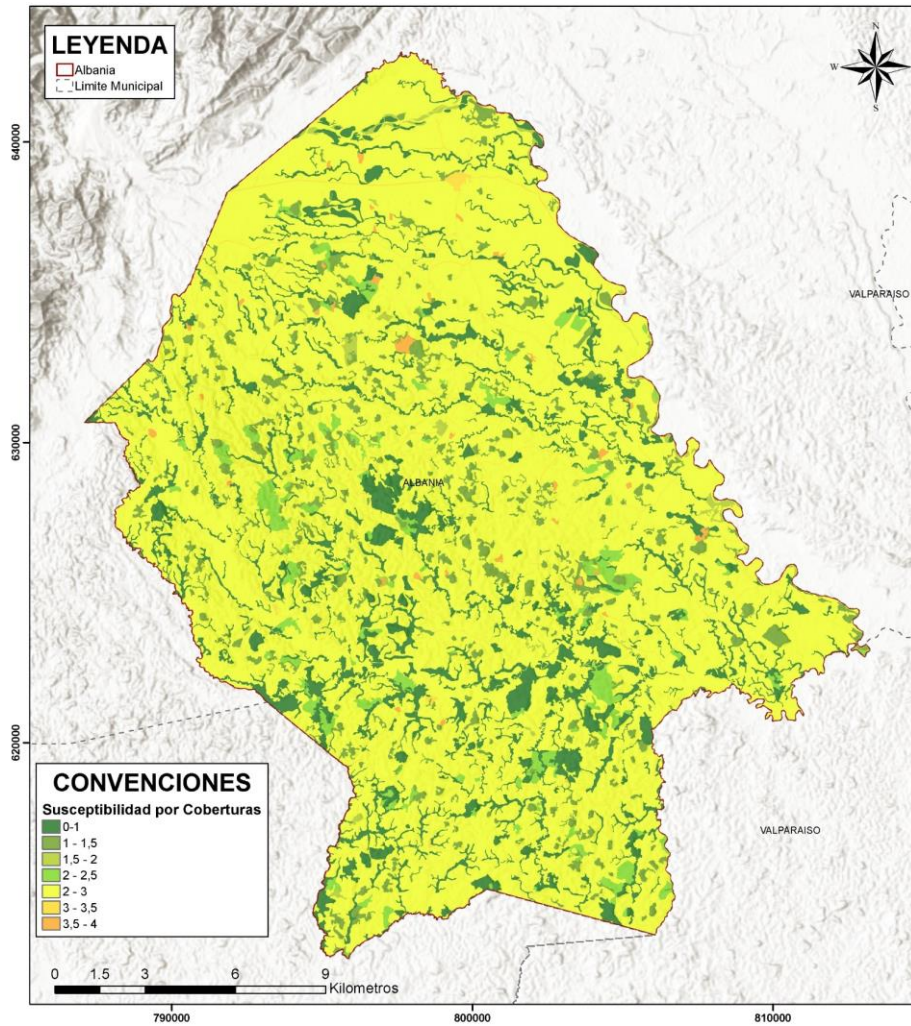 LEYENDA
Albania
Limite Municipal
N
W
E
S
640000
630000
620000
VALPARAISO
ALBANIA
VALPARAISO
CONVENCIONES
Susceptibilidad por Coberturas
0-1
1 - 1,5
1,5 - 2
2 - 2,5
2 - 3
3 - 3,5
3,5 - 4
0 1.5 3 6 9
Kilometros
790000 800000 810000